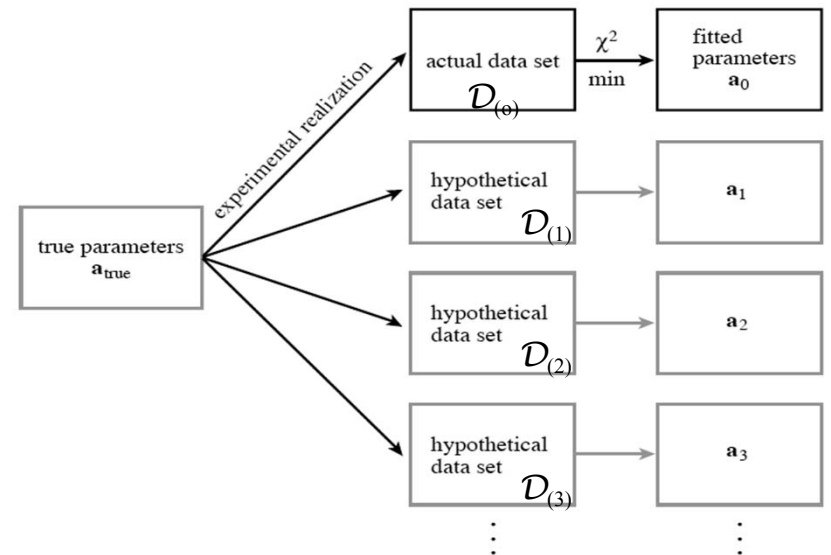 actual data set
𝒟(o)
χ²
min
fitted
parameters
a₀
experimental realization
hypothetical
data set
𝒟(1)
a₁
true parameters
a_true
hypothetical
data set
𝒟(2)
a₂
hypothetical
data set
𝒟(3)
a₃
⋮
⋮